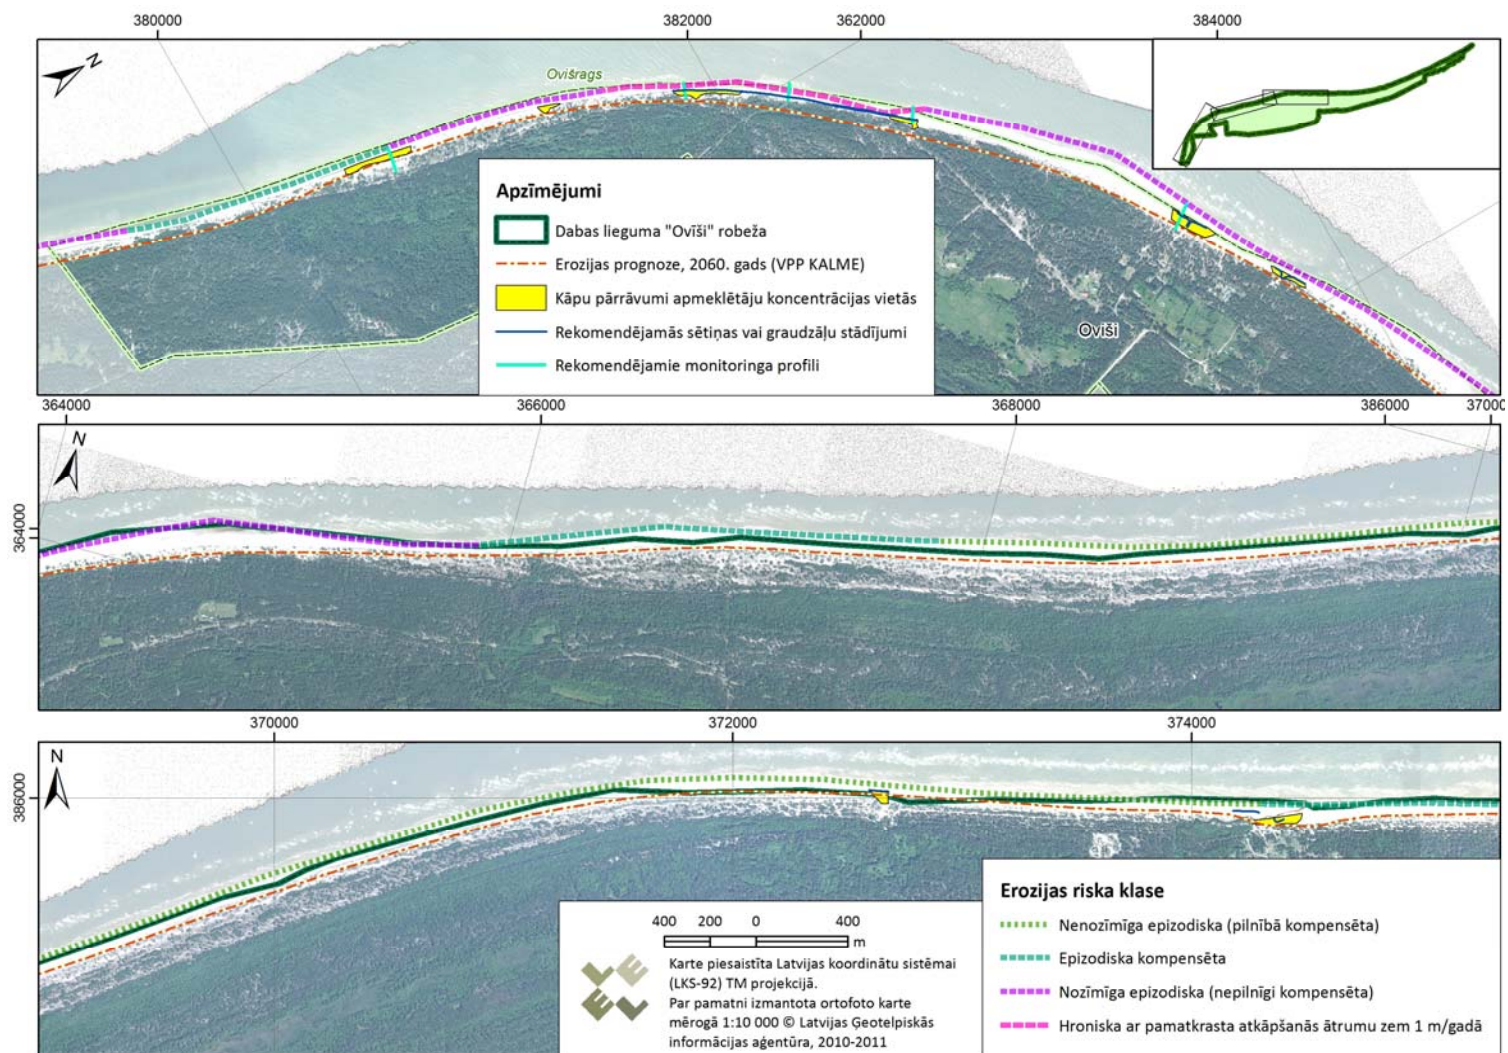 380000 382000 362000 384000
N
Ovišrags
Apzīmējumi
Dabas lieguma "Ovīši" robeža
Erozijas prognoze, 2060. gads (VPP KALME)
Kāpu pārrāvumi apmeklētāju koncentrācijas vietās
Rekomendējamās sētiņas vai graudzāļu stādījumi
Rekomendējamie monitoringa profili
Oviši
364000 366000 368000 386000 37000
N
364000
370000 372000 374000
N
386000
400 200 0 400
m
Karte piesaistīta Latvijas koordinātu sistēmai
(LKS-92) TM projekcijā.
Par pamatni izmantota ortofoto karte
mērogā 1:10 000 © Latvijas Ģeotelpiskās
informācijas aģentūra, 2010-2011
Erozijas riska klase
Nenozīmīga epizodiska (pilnībā kompensēta)
Epizodiska kompensēta
Nozīmīga epizodiska (nepilnīgi kompensēta)
Hroniska ar pamatkrasta atkāpšanās ātrumu zem 1 m/gadā